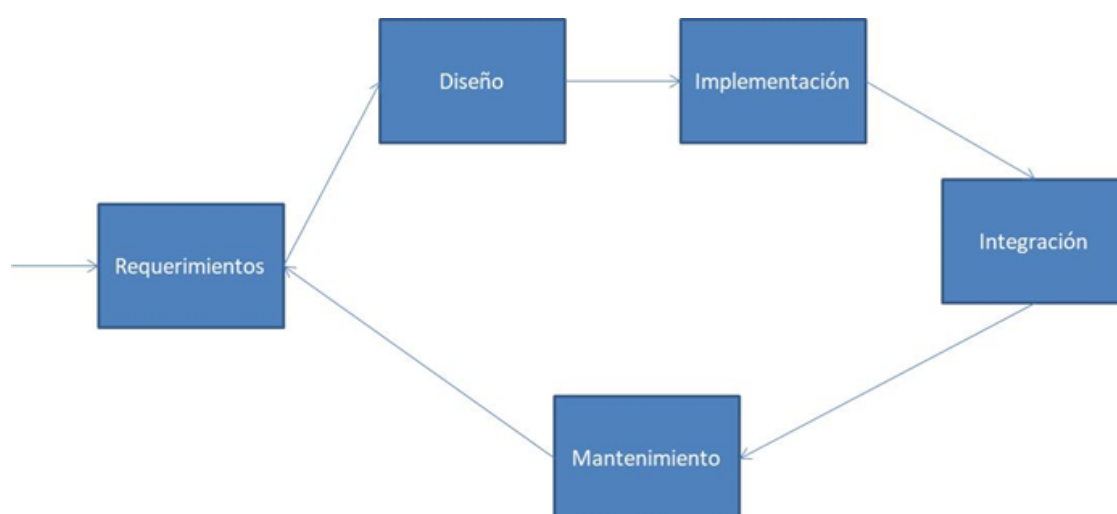 Diseño
Implementación
Integración
Requerimientos
Mantenimiento